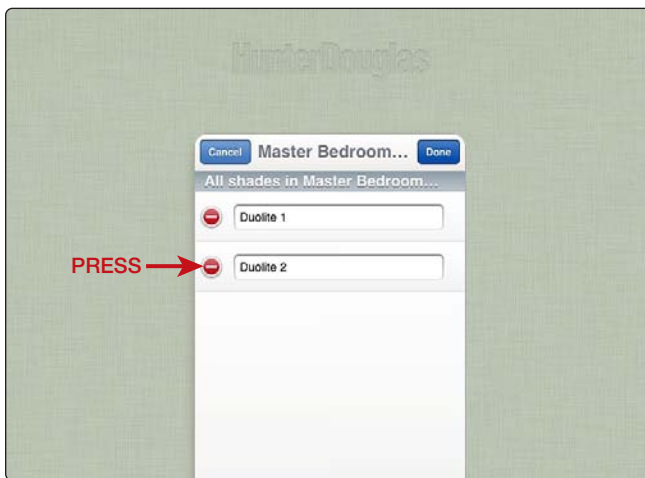 HunterDouglas
Cancel Master Bedroom... Done
All shades in Master Bedroom...
Duolite 1
PRESS Duolite 2